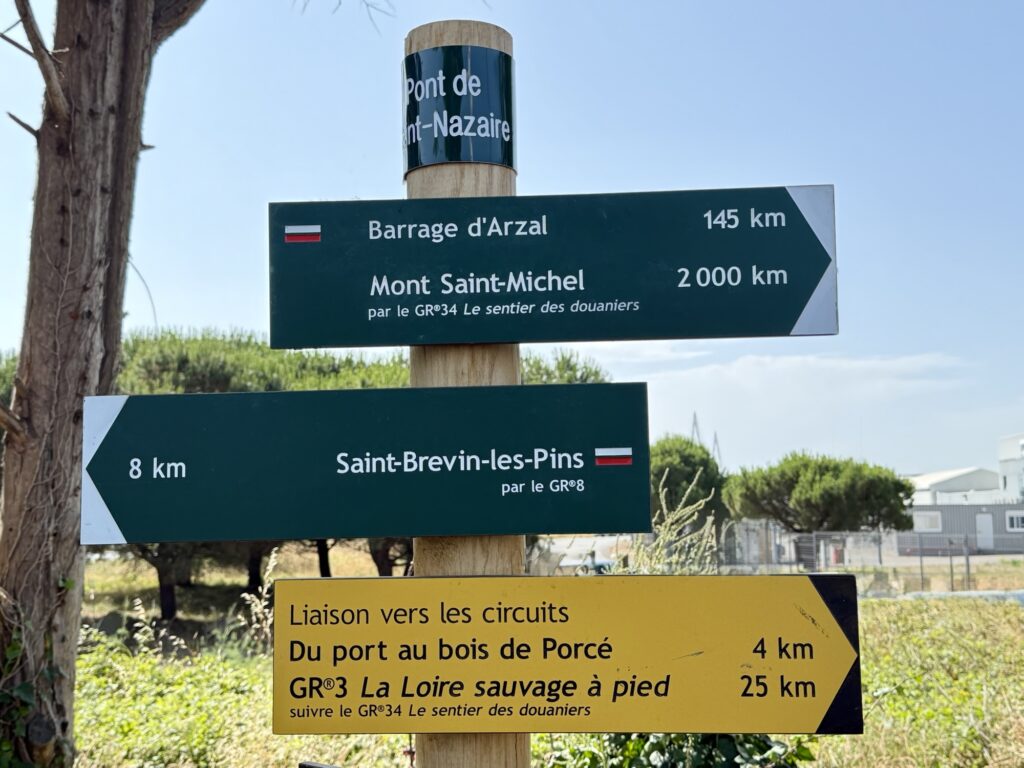 Pont de
nt-Nazaire
Barrage d'Arzal 145 km
Mont Saint-Michel 2 000 km
par le GR®34 Le sentier des douaniers
8 km Saint-Brevin-les-Pins
par le GR®8
Liaison vers les circuits
Du port au bois de Porcé 4 km
GR®3 La Loire sauvage à pied 25 km
suivre le GR®34 Le sentier des douaniers